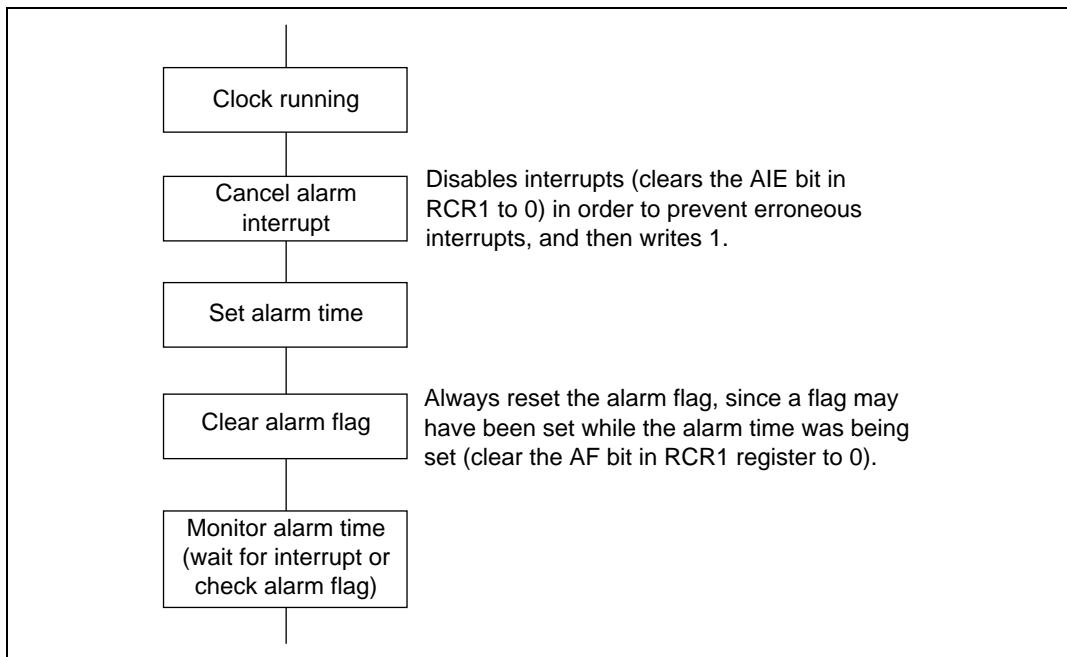 Clock running
Cancel alarm
interrupt
Disables interrupts (clears the AIE bit in
RCR1 to 0) in order to prevent erroneous
interrupts, and then writes 1.
Set alarm time
Clear alarm flag
Always reset the alarm flag, since a flag may
have been set while the alarm time was being
set (clear the AF bit in RCR1 register to 0).
Monitor alarm time
(wait for interrupt or
check alarm flag)